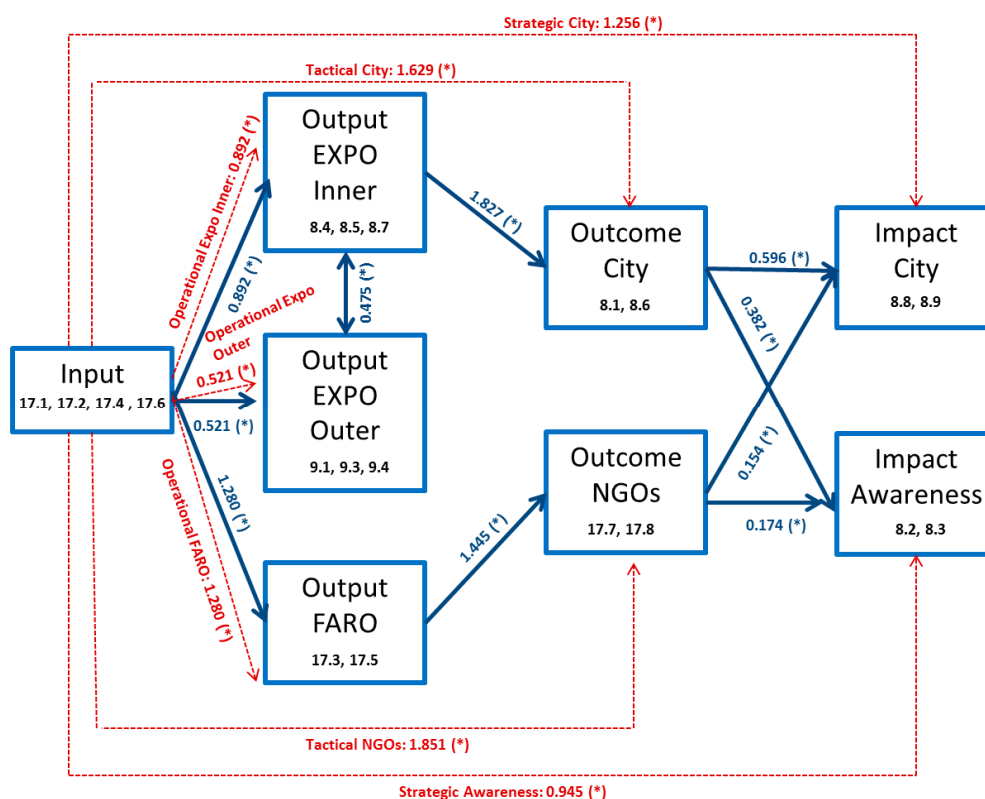 Strategic City: 1.256 (*)
Tactical City: 1.629 (*)
Output
EXPO
Inner
8.4, 8.5, 8.7
Operational Expo Inner: 0.892 (*)
0.892 (*)
1.827 (*)
Outcome
City
8.1, 8.6
0.596 (*)
Impact
City
8.8, 8.9
0.475 (*)
0.382 (*)
Operational Expo
Outer
0.521 (*)
Input
17.1, 17.2, 17.4 , 17.6
0.521 (*)
Output
EXPO
Outer
9.1, 9.3, 9.4
Operational FARO: 1.280 (*)
1.280 (*)
1.445 (*)
Outcome
NGOs
17.7, 17.8
0.154 (*)
0.174 (*)
Impact
Awareness
8.2, 8.3
Output
FARO
17.3, 17.5
Tactical NGOs: 1.851 (*)
Strategic Awareness: 0.945 (*)